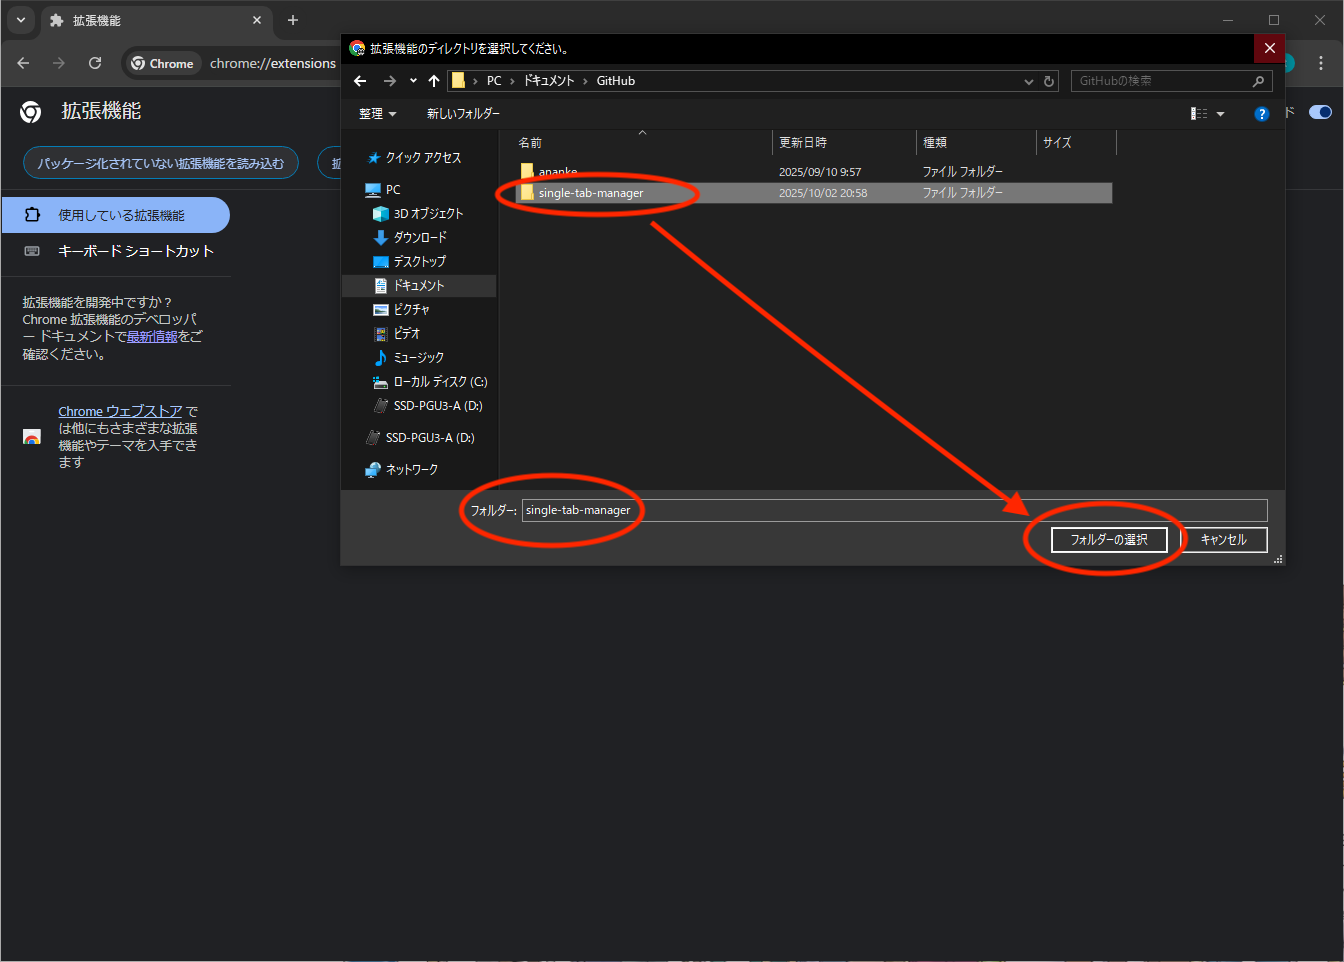 拡張機能
Chrome
chrome://extensions
拡張機能
パッケージ化されていない拡張機能を読み込む
拡
ド
使用している拡張機能
キーボード ショートカット
拡張機能を開発中ですか？
Chrome 拡張機能のデベロッパ
ー ドキュメントで最新情報をご
確認ください。
Chrome ウェブストア で
は他にもさまざまな拡張
機能やテーマを入手でき
ます
拡張機能のディレクトリを選択してください。
PC › ドキュメント › GitHub
GitHubの検索
整理
新しいフォルダー
?
名前
更新日時
種類
サイズ
ananke
2025/09/10 9:57
ファイル フォルダー
single-tab-manager
2025/10/02 20:58
ファイル フォルダー
クイック アクセス
PC
3D オブジェクト
ダウンロード
デスクトップ
ドキュメント
ピクチャ
ビデオ
ミュージック
ローカル ディスク (C:)
SSD-PGU3-A (D:)
SSD-PGU3-A (D:)
ネットワーク
フォルダー: single-tab-manager
フォルダーの選択
キャンセル